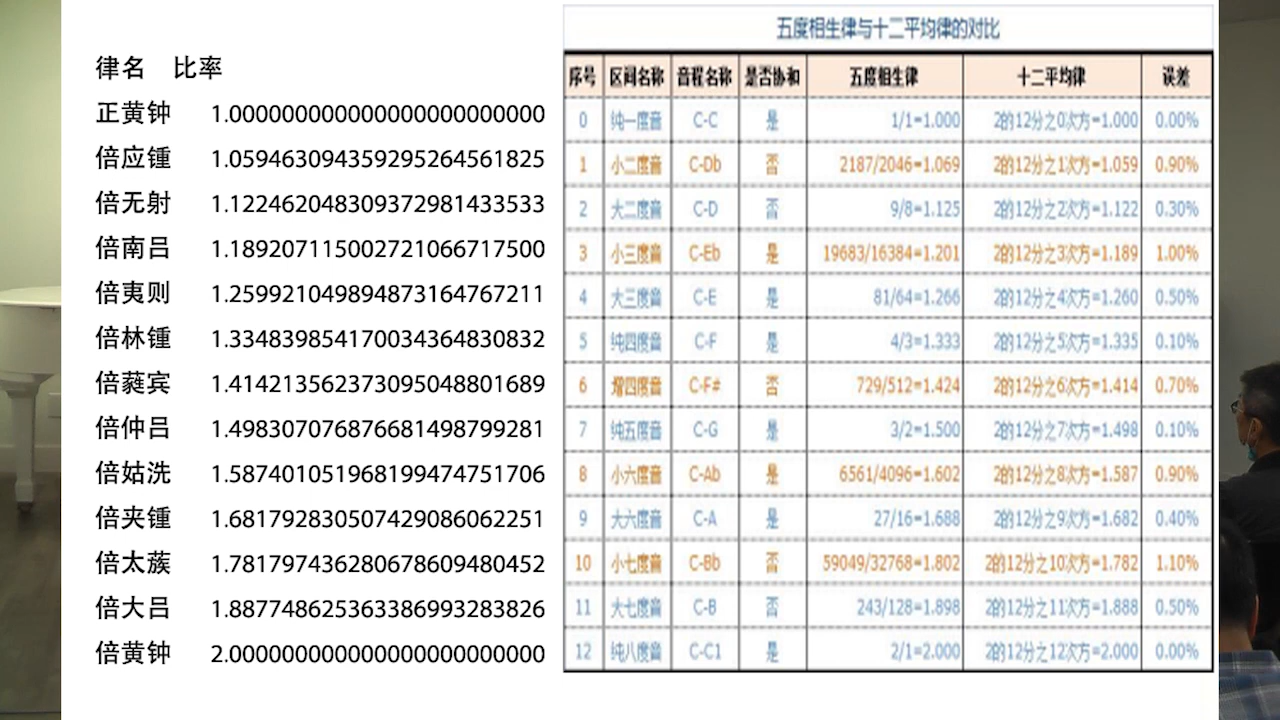 律名 比率
正黄钟 1.000000000000000000000000
倍应锺 1.059463094359295264561825
倍无射 1.122462048309372981433533
倍南吕 1.189207115002721066717500
倍夷则 1.259921049894873164767211
倍林锺 1.334839854170034364830832
倍蕤宾 1.414213562373095048801689
倍仲吕 1.498307076876681498799281
倍姑洗 1.587401051968199474751706
倍夹锺 1.681792830507429086062251
倍太蔟 1.781797436280678609480452
倍大吕 1.887748625363386993283826
倍黄钟 2.000000000000000000000000
五度相生律与十二平均律的对比
序号 区间名称 音程名称 是否协和 五度相生律 十二平均律 误差
0 纯一度音 C-C 是 1/1=1.000 2的12分之0次方=1.000 0.00%
1 小二度音 C-Db 否 2187/2046=1.069 2的12分之1次方=1.059 0.90%
2 大二度音 C-D 否 9/8=1.125 2的12分之2次方=1.122 0.30%
3 小三度音 C-Eb 是 19683/16384=1.201 2的12分之3次方=1.189 1.00%
4 大三度音 C-E 是 81/64=1.266 2的12分之4次方=1.260 0.50%
5 纯四度音 C-F 是 4/3=1.333 2的12分之5次方=1.335 0.10%
6 增四度音 C-F# 否 729/512=1.424 2的12分之6次方=1.414 0.70%
7 纯五度音 C-G 是 3/2=1.500 2的12分之7次方=1.498 0.10%
8 小六度音 C-Ab 是 6561/4096=1.602 2的12分之8次方=1.587 0.90%
9 大六度音 C-A 是 27/16=1.688 2的12分之9次方=1.682 0.40%
10 小七度音 C-Bb 否 59049/32768=1.802 2的12分之10次方=1.782 1.10%
11 大七度音 C-B 否 243/128=1.898 2的12分之11次方=1.888 0.50%
12 纯八度音 C-C1 是 2/1=2.000 2的12分之12次方=2.000 0.00%